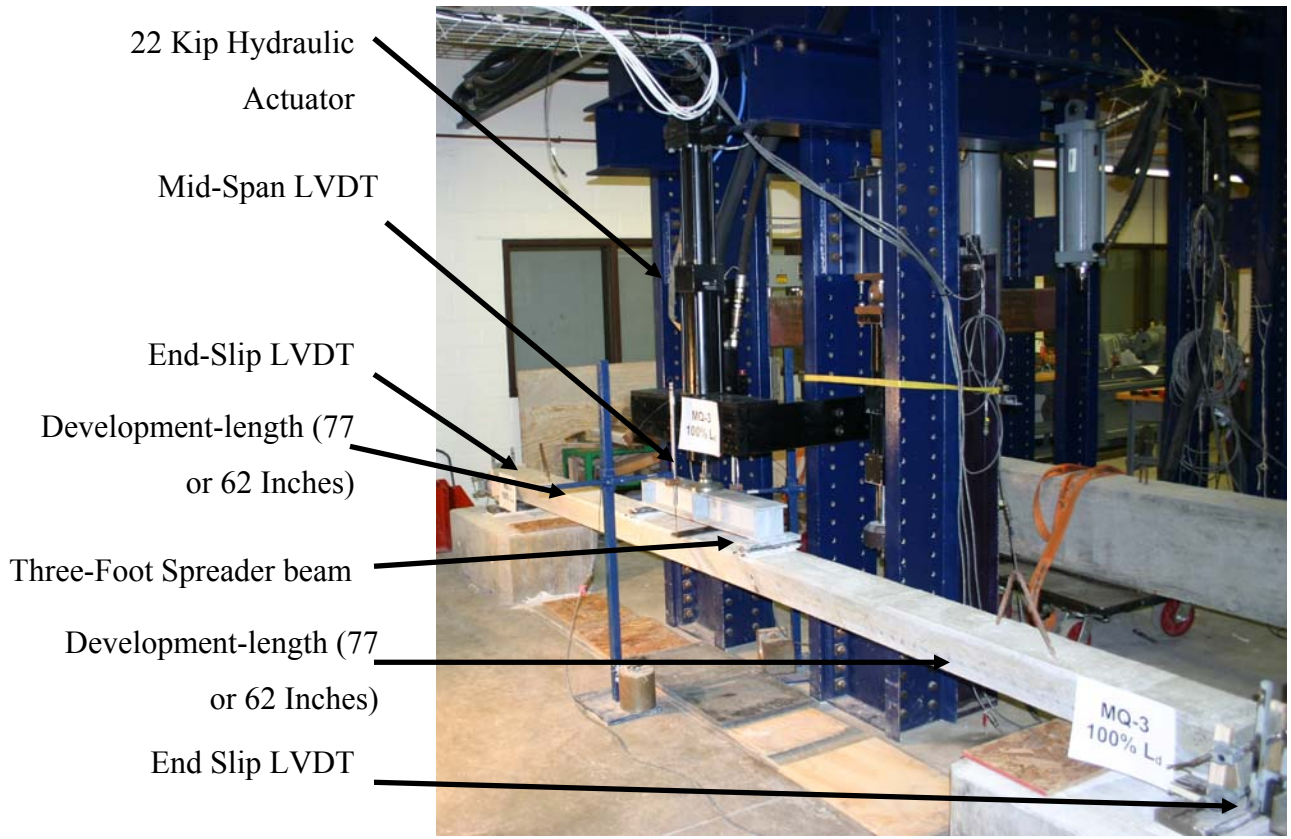 22 Kip Hydraulic
Actuator
Mid-Span LVDT
End-Slip LVDT
Development-length (77
or 62 Inches)
Three-Foot Spreader beam
Development-length (77
or 62 Inches)
End Slip LVDT
MQ-3
100% Ld
MQ-3
100% Ld